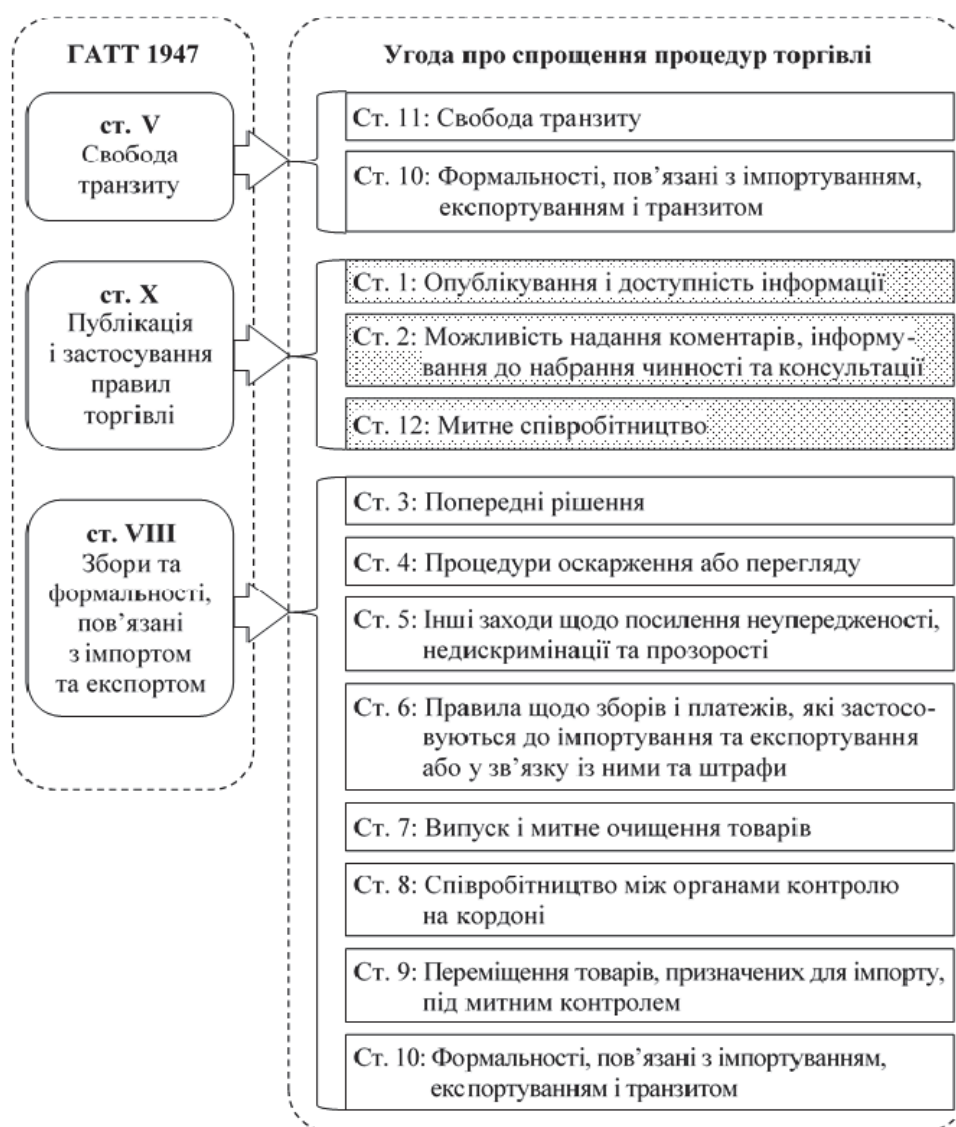 ГАТТ 1947
Угода про спрощення процедур торгівлі
ст. V
Свобода
транзиту
Ст. 11: Свобода транзиту
Ст. 10: Формальності, пов’язані з імпортуванням,
експортуванням і транзитом
ст. X
Публікація
і застосування
правил
торгівлі
Ст. 1: Опублікування і доступність інформації
Ст. 2: Можливість надання коментарів, інформу-
вання до набрання чинності та консультації
Ст. 12: Митне співробітництво
ст. VIII
Збори та
формальності,
пов’язані
з імпортом
та експортом
Ст. 3: Попередні рішення
Ст. 4: Процедури оскарження або перегляду
Ст. 5: Інші заходи щодо посилення неупередженості,
недискримінації та прозорості
Ст. 6: Правила щодо зборів і платежів, які застосо-
вуються до імпортування та експортування
або у зв’язку із ними та штрафи
Ст. 7: Випуск і митне очищення товарів
Ст. 8: Співробітництво між органами контролю
на кордоні
Ст. 9: Переміщення товарів, призначених для імпорту,
під митним контролем
Ст. 10: Формальності, пов’язані з імпортуванням,
експортуванням і транзитом